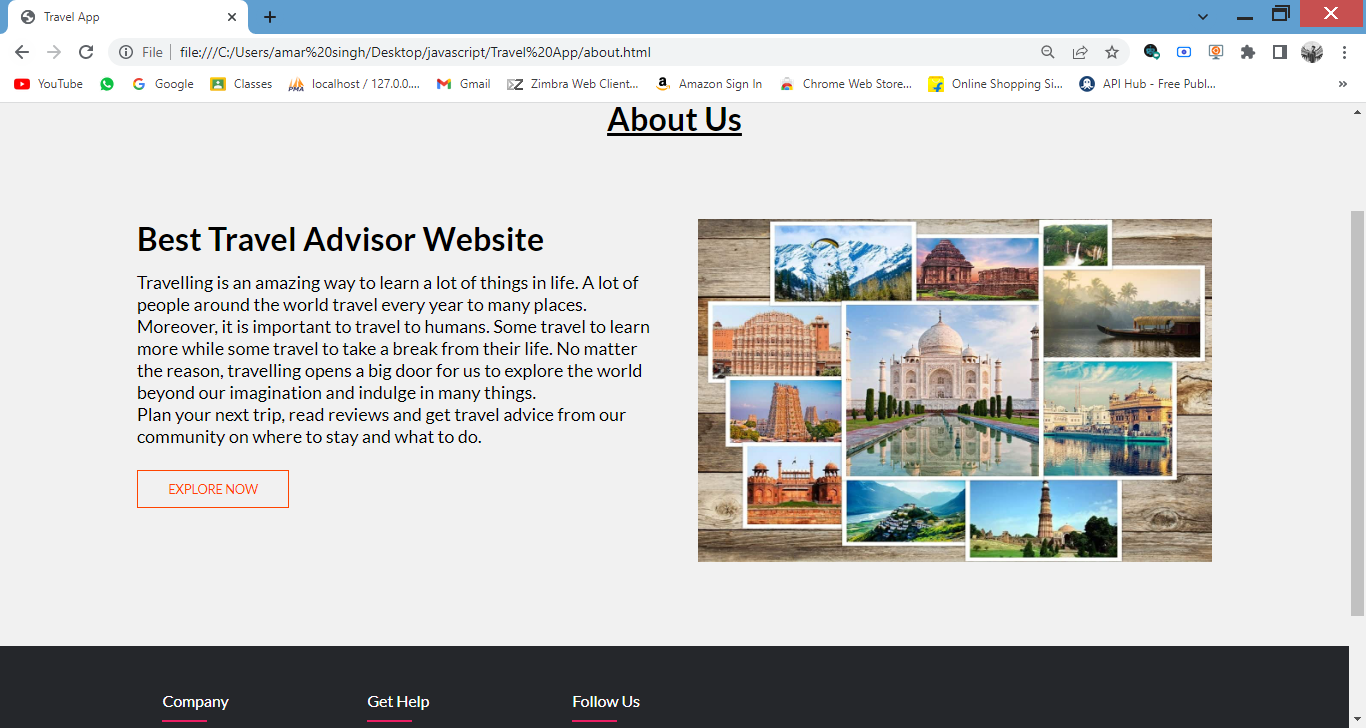 Travel App
File
file:///C:/Users/amar%20singh/Desktop/javascript/Travel%20App/about.html
YouTube
Google
Classes
localhost / 127.0.0....
Gmail
Zimbra Web Client...
Amazon Sign In
Chrome Web Store...
Online Shopping Si...
API Hub - Free Publ...
About Us
Best Travel Advisor Website
Travelling is an amazing way to learn a lot of things in life. A lot of
people around the world travel every year to many places.
Moreover, it is important to travel to humans. Some travel to learn
more while some travel to take a break from their life. No matter
the reason, travelling opens a big door for us to explore the world
beyond our imagination and indulge in many things.
Plan your next trip, read reviews and get travel advice from our
community on where to stay and what to do.
EXPLORE NOW
Company
Get Help
Follow Us